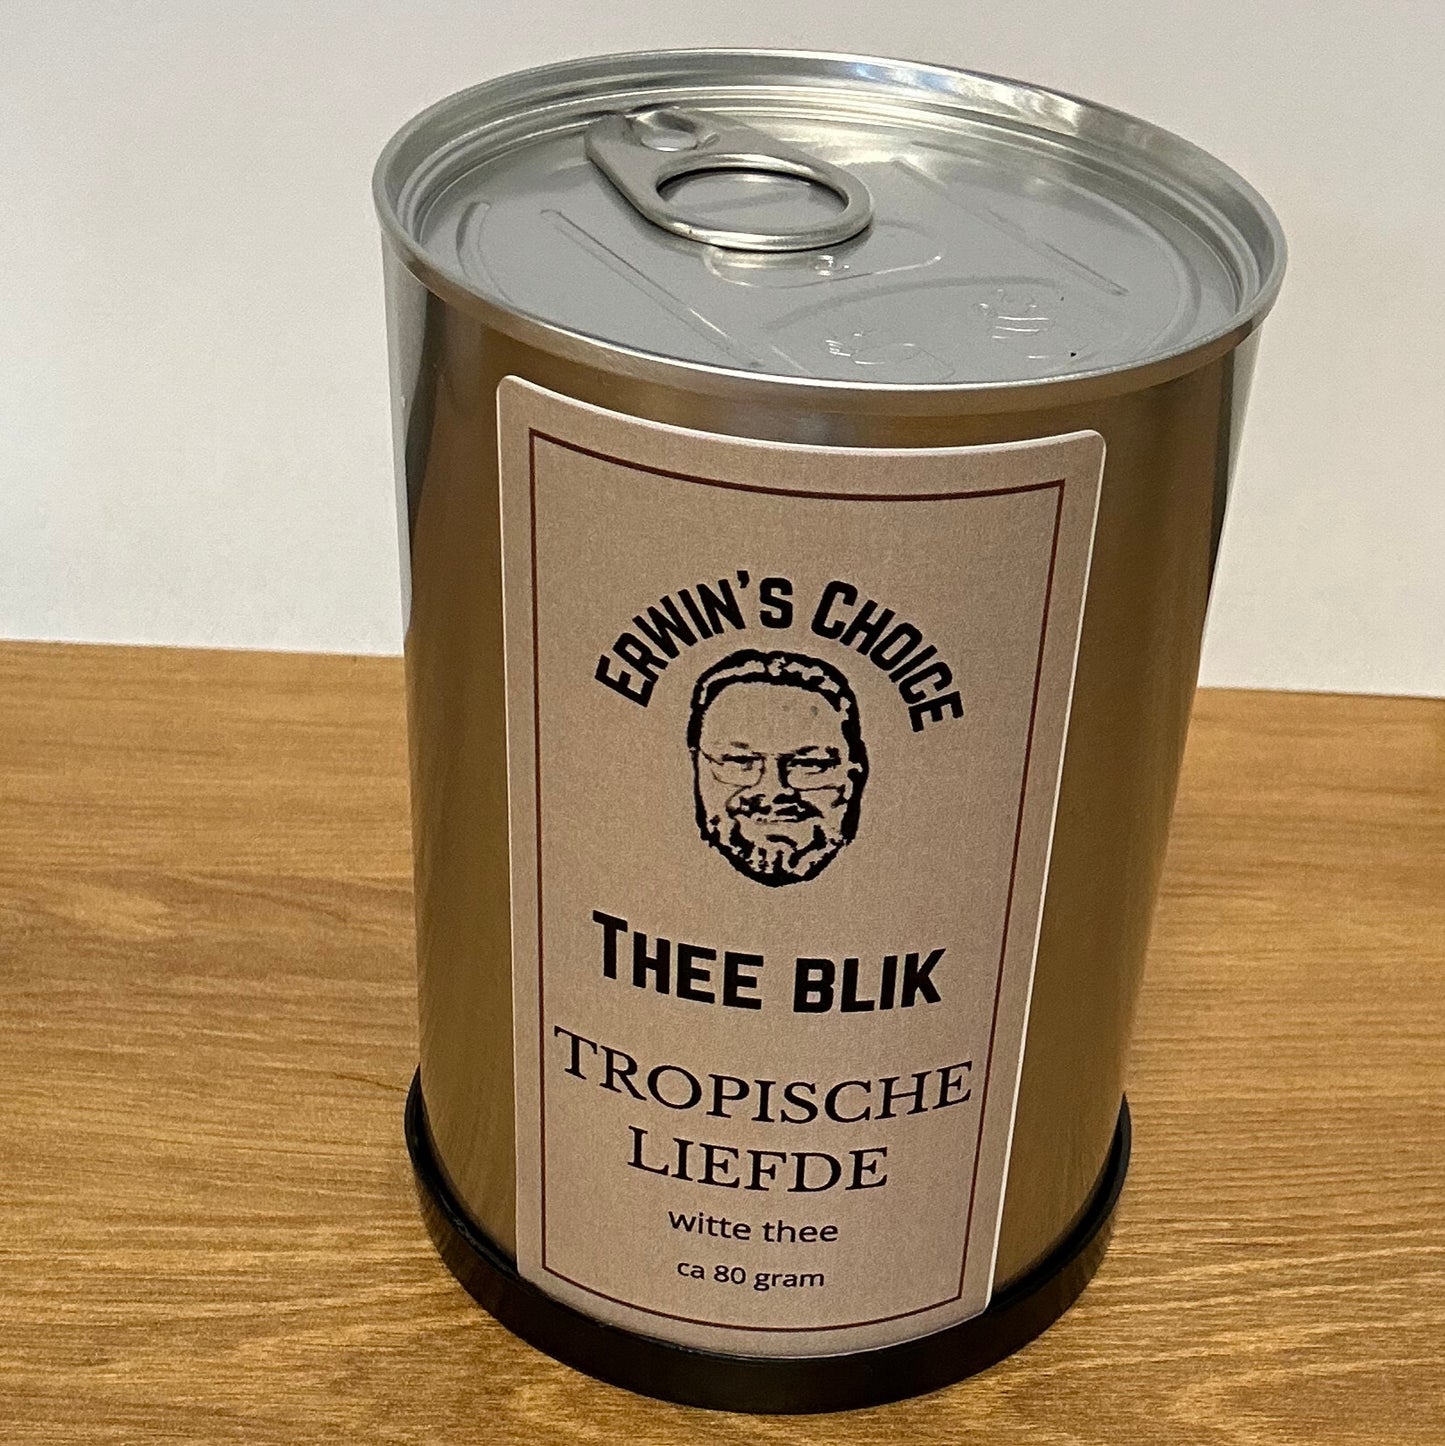 Erwin's Choice
Thee blik
TROPISCHE
LIEFDE
witte thee
ca 80 gram